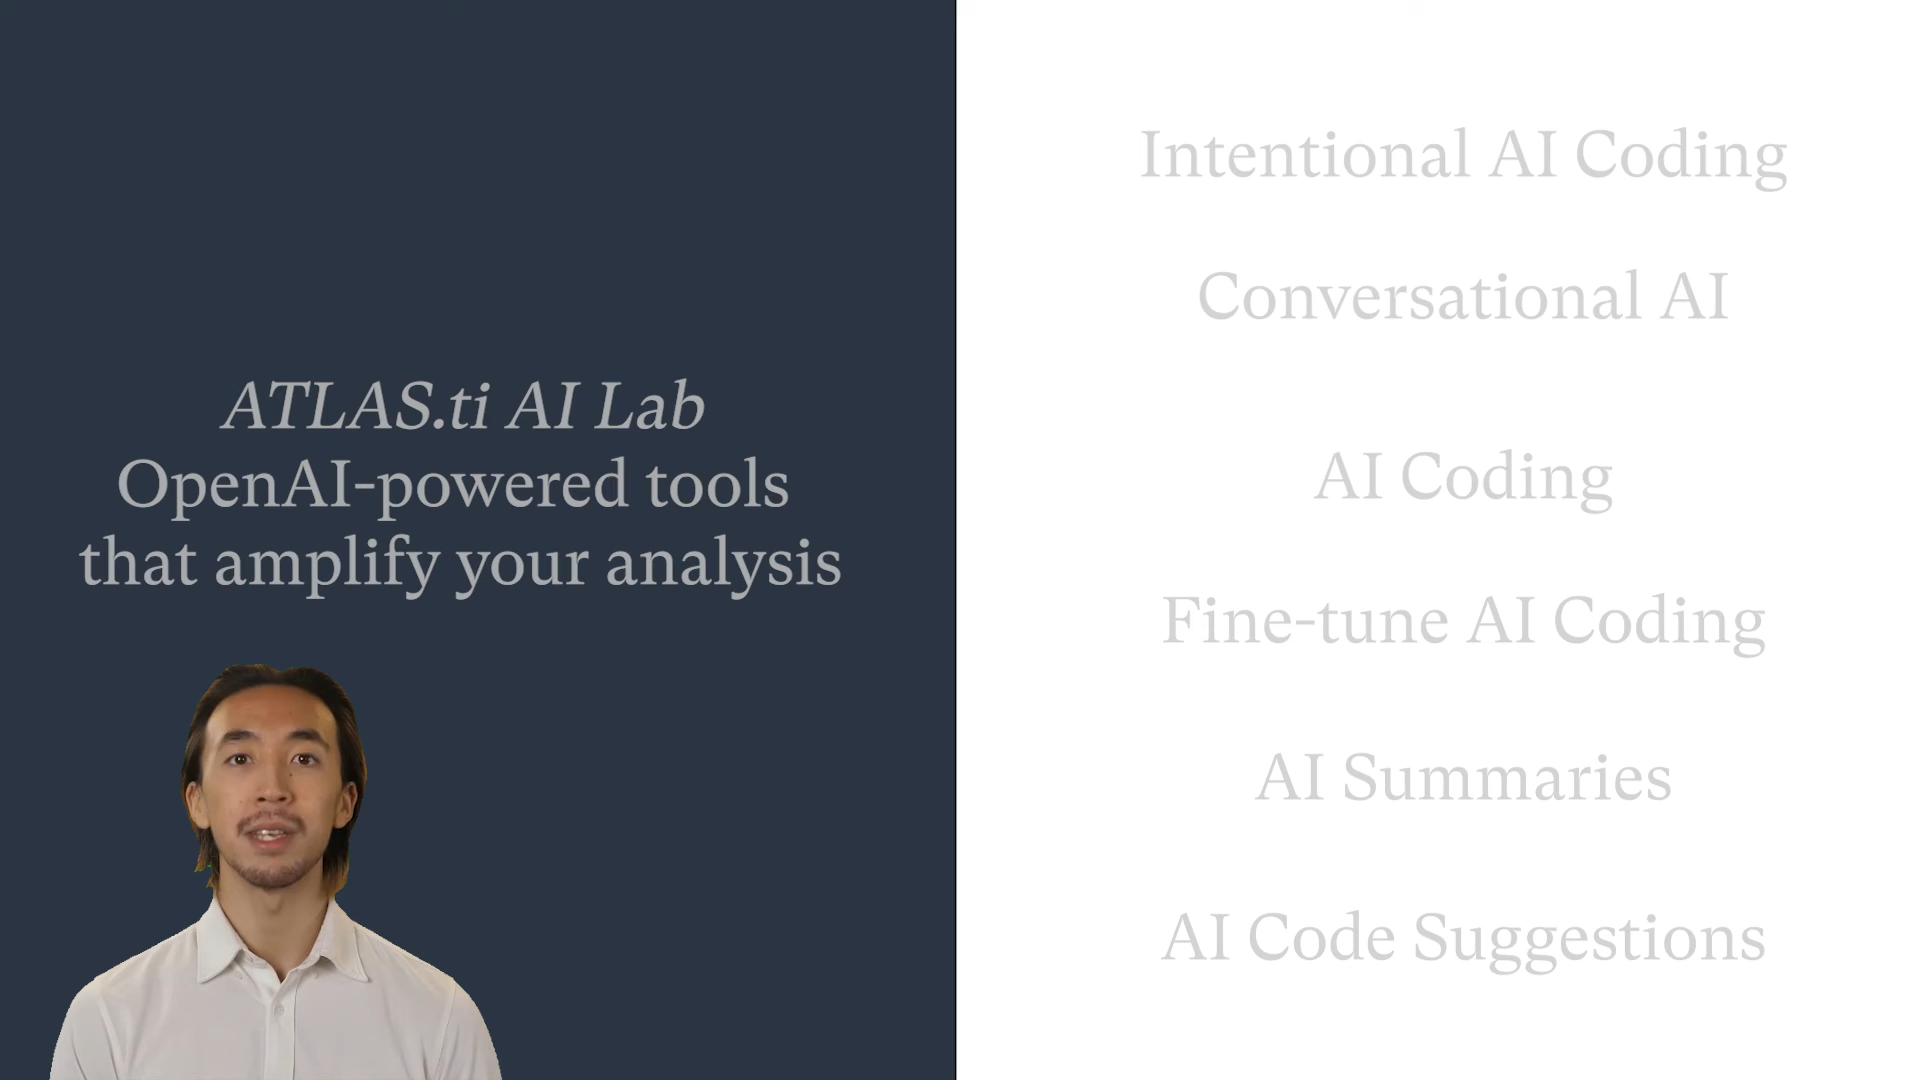 ATLAS.ti AI Lab
OpenAI-powered tools
that amplify your analysis
Intentional AI Coding
Conversational AI
AI Coding
Fine-tune AI Coding
AI Summaries
AI Code Suggestions